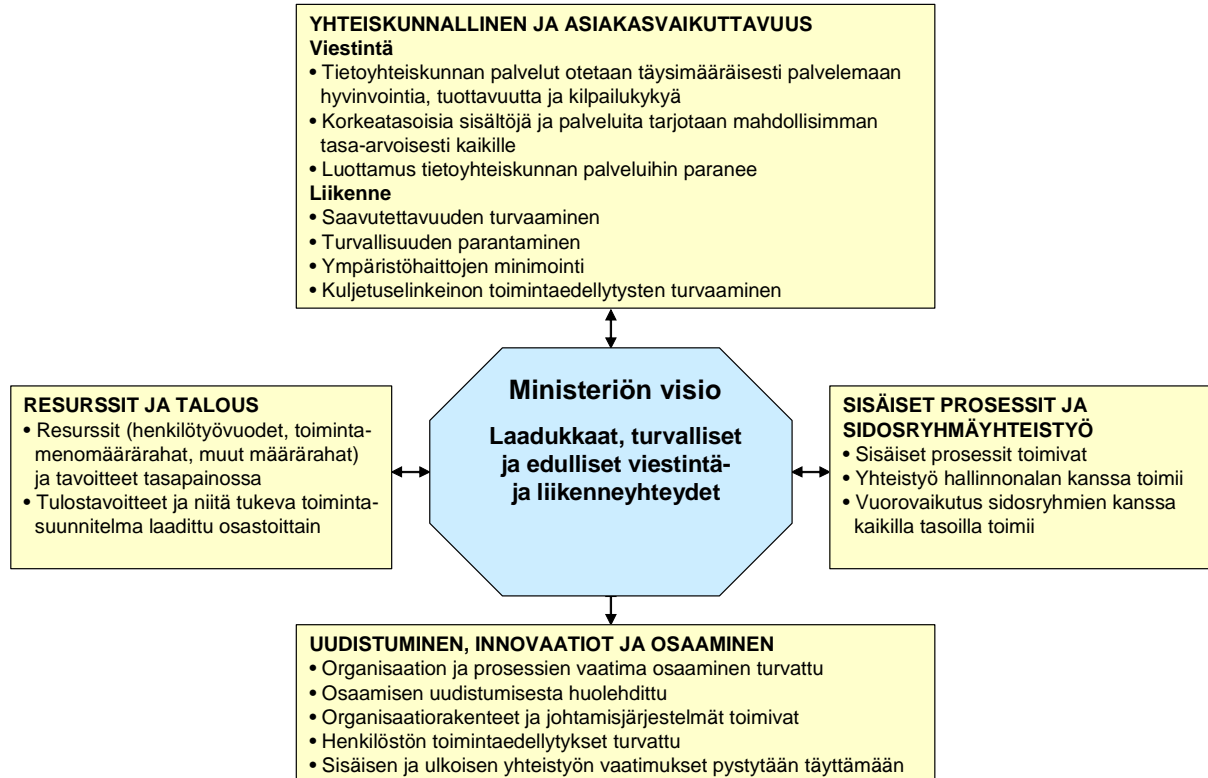 YHTEISKUNNALLINEN JA ASIAKASVAIKUTTAVUUS
Viestintä
• Tietoyhteiskunnan palvelut otetaan täysimääräisesti palvelemaan
hyvinvointia, tuottavuutta ja kilpailukykyä
• Korkeatasoisia sisältöjä ja palveluita tarjotaan mahdollisimman
tasa-arvoisesti kaikille
• Luottamus tietoyhteiskunnan palveluihin paranee
Liikenne
• Saavutettavuuden turvaaminen
• Turvallisuuden parantaminen
• Ympäristöhaittojen minimointi
• Kuljetuselinkeinon toimintaedellytysten turvaaminen
RESURSSIT JA TALOUS
• Resurssit (henkilötyövuodet, toiminta-
menomäärärahat, muut määrärahat)
ja tavoitteet tasapainossa
• Tulostavoitteet ja niitä tukeva toiminta-
suunnitelma laadittu osastoittain
Ministeriön visio
Laadukkaat, turvalliset
ja edulliset viestintä-
ja liikenneyhteydet
SISÄISET PROSESSIT JA
SIDOSRYHMÄYHTEISTYÖ
• Sisäiset prosessit toimivat
• Yhteistyö hallinnonalan kanssa toimii
• Vuorovaikutus sidosryhmien kanssa
kaikilla tasoilla toimii
UUDISTUMINEN, INNOVAATIOT JA OSAAMINEN
• Organisaation ja prosessien vaatima osaaminen turvattu
• Osaamisen uudistumisesta huolehdittu
• Organisaatiorakenteet ja johtamisjärjestelmät toimivat
• Henkilöstön toimintaedellytykset turvattu
• Sisäisen ja ulkoisen yhteistyön vaatimukset pystytään täyttämään